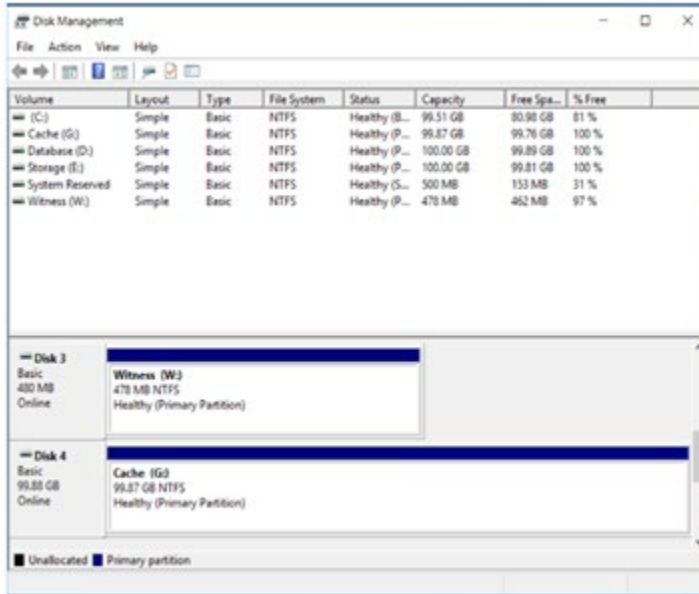 Disk Management
File Action View Help
Volume Layout Type File System Status Capacity Free Spa... % Free
(C:) Simple Basic NTFS Healthy (B... 99.51 GB 80.98 GB 81 %
Cache (G:) Simple Basic NTFS Healthy (P... 99.87 GB 99.76 GB 100 %
Database (D:) Simple Basic NTFS Healthy (P... 100.00 GB 99.89 GB 100 %
Storage (E:) Simple Basic NTFS Healthy (P... 100.00 GB 99.81 GB 100 %
System Reserved Simple Basic NTFS Healthy (S... 500 MB 153 MB 31 %
Witness (W:) Simple Basic NTFS Healthy (P... 478 MB 462 MB 97 %
Disk 3
Basic
480 MB
Online
Witness (W:)
478 MB NTFS
Healthy (Primary Partition)
Disk 4
Basic
99.88 GB
Online
Cache (G:)
99.87 GB NTFS
Healthy (Primary Partition)
Unallocated Primary partition